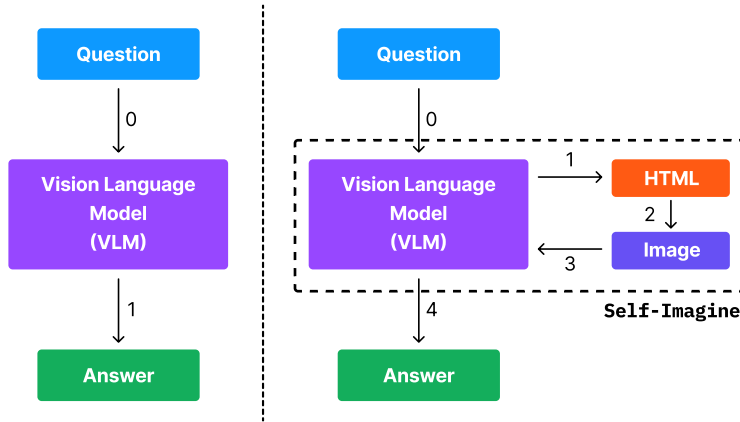 Question
0
Vision Language
Model
(VLM)
1
Answer
Question
0
Vision Language
Model
(VLM)
1
HTML
2
Image
3
Self-Imagine
4
Answer